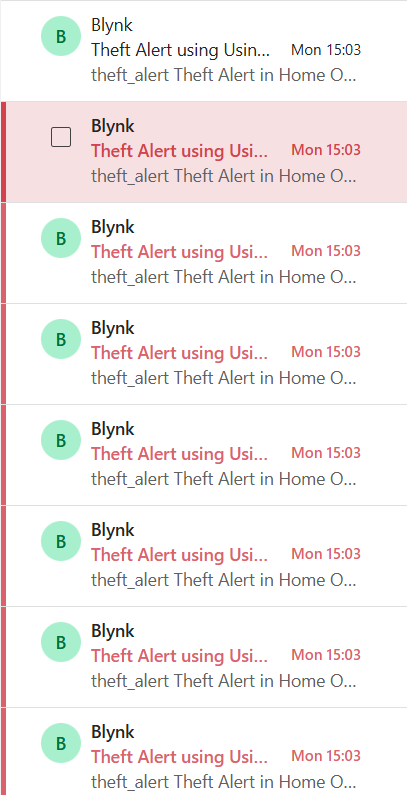 B
Blynk
Theft Alert using Usin... Mon 15:03
theft_alert Theft Alert in Home O...
Blynk
Theft Alert using Usi... Mon 15:03
theft_alert Theft Alert in Home O...
B
Blynk
Theft Alert using Usi... Mon 15:03
theft_alert Theft Alert in Home O...
B
Blynk
Theft Alert using Usi... Mon 15:03
theft_alert Theft Alert in Home O...
B
Blynk
Theft Alert using Usi... Mon 15:03
theft_alert Theft Alert in Home O...
B
Blynk
Theft Alert using Usi... Mon 15:03
theft_alert Theft Alert in Home O...
B
Blynk
Theft Alert using Usi... Mon 15:03
theft_alert Theft Alert in Home O...
B
Blynk
Theft Alert using Usi... Mon 15:03
theft_alert Theft Alert in Home O...